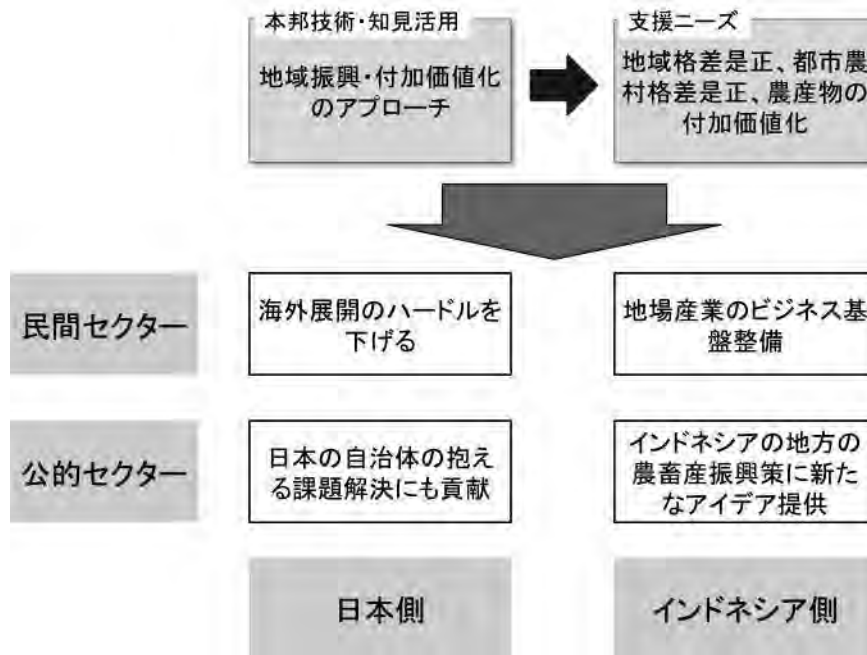 本邦技術・知見活用
地域振興・付加価値化
のアプローチ
支援ニーズ
地域格差是正、都市農
村格差是正、農産物の
付加価値化
民間セクター
海外展開のハードルを
下げる
地場産業のビジネス基
盤整備
公的セクター
日本の自治体の抱え
る課題解決にも貢献
インドネシアの地方の
農畜産振興策に新た
なアイデア提供
日本側
インドネシア側